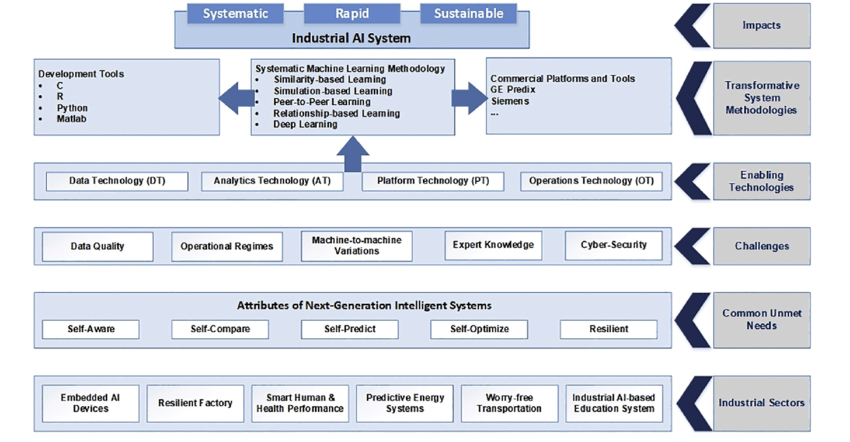 Systematic
Rapid
Sustainable
Industrial AI System
Impacts
Development Tools
• C
• R
• Python
• Matlab
Systematic Machine Learning Methodology
• Similarity-based Learning
• Simulation-based Learning
• Peer-to-Peer Learning
• Relationship-based Learning
• Deep Learning
Commercial Platforms and Tools
GE Predix
Siemens
...
Transformative
System
Methodologies
Data Technology (DT)
Analytics Technology (AT)
Platform Technology (PT)
Operations Technology (OT)
Enabling
Technologies
Data Quality
Operational Regimes
Machine-to-machine
Variations
Expert Knowledge
Cyber-Security
Challenges
Attributes of Next-Generation Intelligent Systems
Self-Aware
Self-Compare
Self-Predict
Self-Optimize
Resilient
Common Unmet
Needs
Embedded AI
Devices
Resilient Factory
Smart Human &
Health Performance
Predictive Energy
Systems
Worry-free
Transportation
Industrial AI-based
Education System
Industrial Sectors